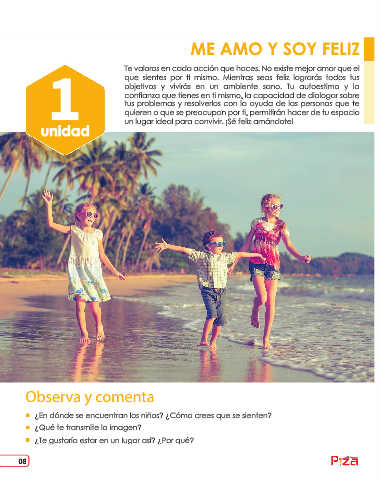 ME AMO Y SOY FELIZ
1
unidad
Te valoras en cada acción que haces. No existe mejor amor que el
que sientes por ti mismo. Mientras seas feliz lograrás todos tus
objetivos y vivirás en un ambiente sano. Tu autoestima y la
confianza que tienes en ti mismo, la capacidad de dialogar sobre
tus problemas y resolverlos con la ayuda de las personas que te
quieren o que se preocupan por ti, permitirán hacer de tu espacio
un lugar ideal para convivir. ¡Sé feliz amándote!
Observa y comenta
¿En dónde se encuentran los niños? ¿Cómo crees que se sienten?
¿Qué te transmite la imagen?
¿Te gustaría estar en un lugar así? ¿Por qué?
08